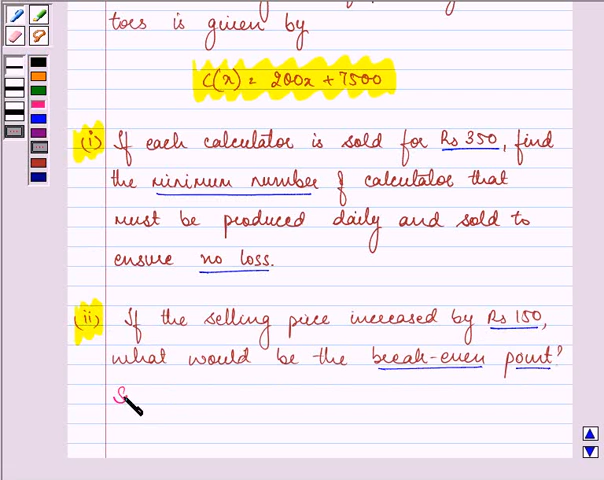 tors is given by
C(x) = 200x + 7500
(i) If each calculator is sold for Rs 350, find
the minimum number of calculator that
must be produced daily and sold to
ensure no loss.
(ii) If the selling piece increased by Rs 150,
what would be the break-even point?
S